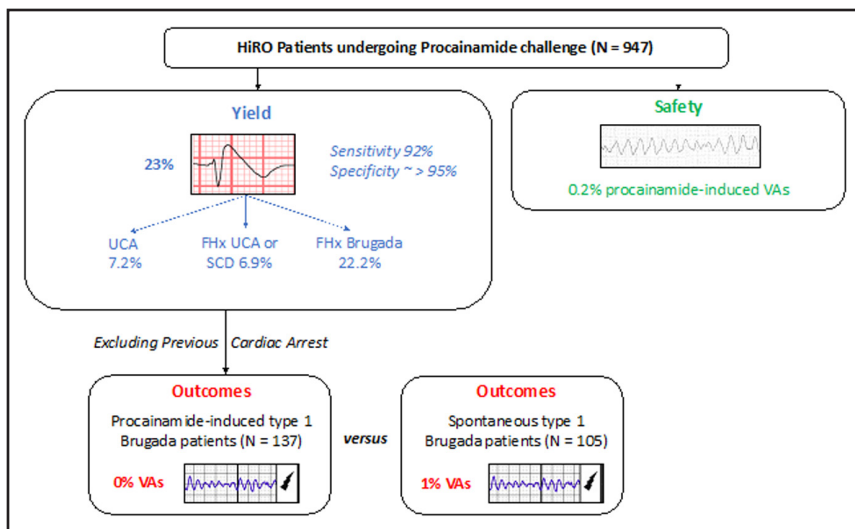 HiRO Patients undergoing Procainamide challenge (N = 947)
Yield
23%
Sensitivity 92%
Specificity ~ > 95%
UCA
7.2%
FHx UCA or
SCD 6.9%
FHx Brugada
22.2%
Safety
0.2% procainamide-induced VAs
Excluding Previous Cardiac Arrest
Outcomes
Procainamide-induced type 1
Brugada patients (N = 137)
0% VAs
versus
Outcomes
Spontaneous type 1
Brugada patients (N = 105)
1% VAs